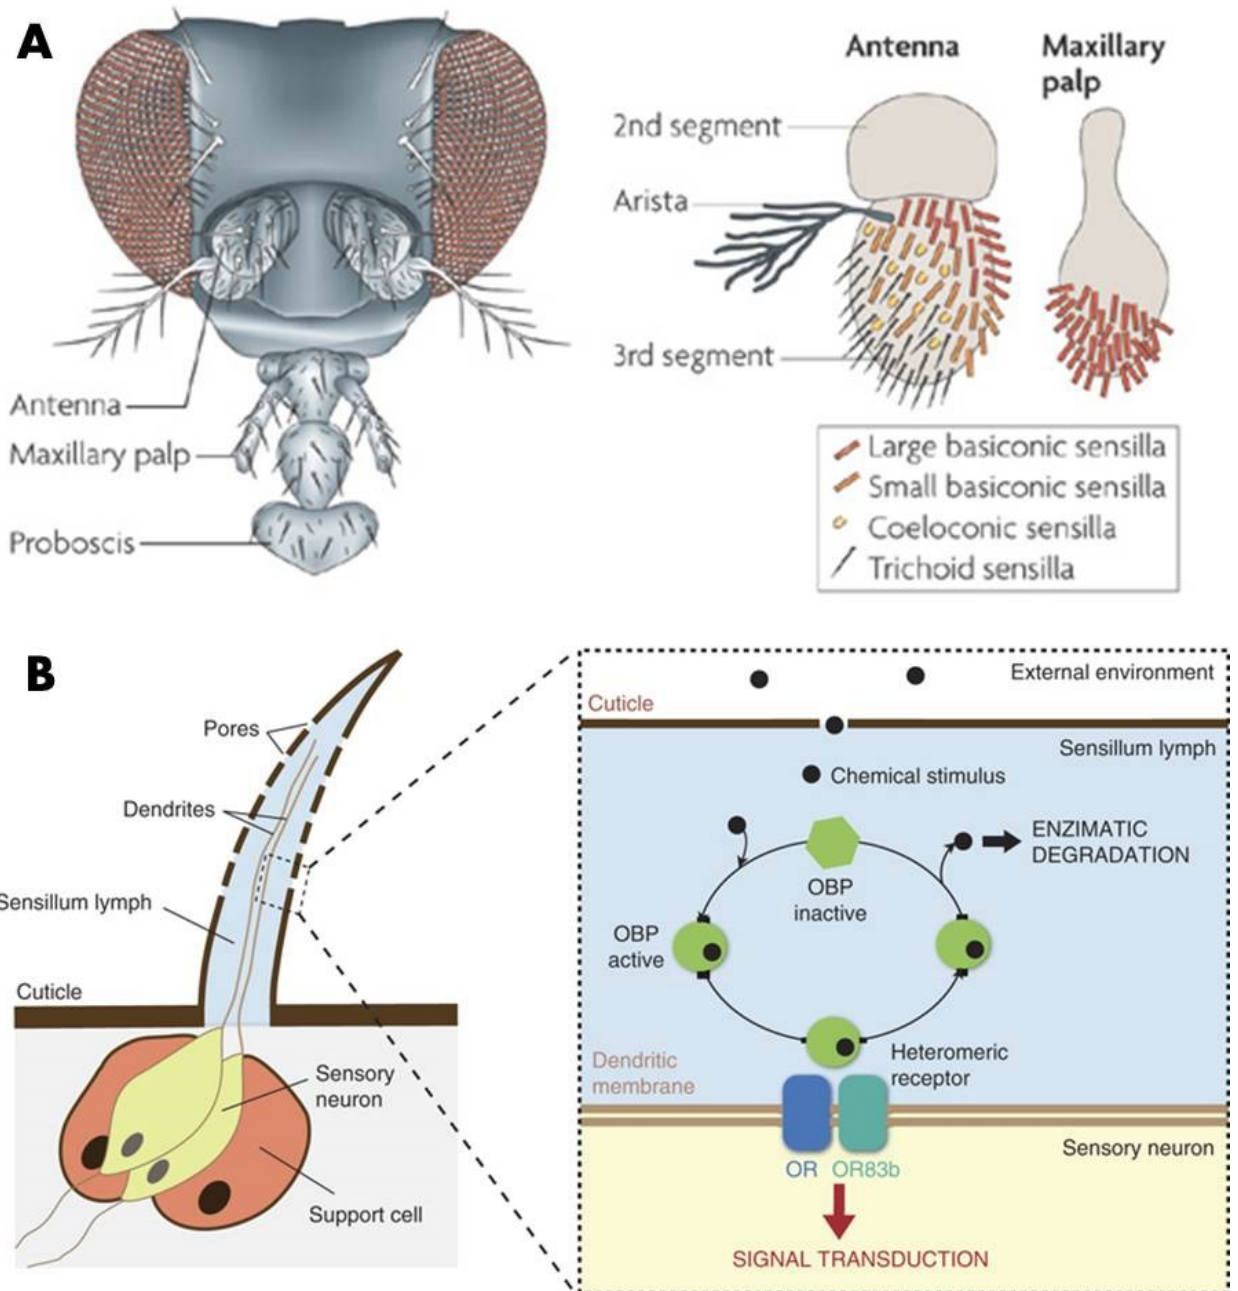 A
Antenna
Maxillary palp
Proboscis
Antenna
Maxillary
palp
2nd segment
Arista
3rd segment
Large basiconic sensilla
Small basiconic sensilla
Coeloconic sensilla
Trichoid sensilla
B
Pores
Dendrites
Sensillum lymph
Cuticle
Sensory
neuron
Support cell
External environment
Cuticle
Sensillum lymph
Chemical stimulus
ENZIMATIC
DEGRADATION
OBP
inactive
OBP
active
Heteromeric
receptor
Dendritic
membrane
Sensory neuron
OR OR83b
SIGNAL TRANSDUCTION